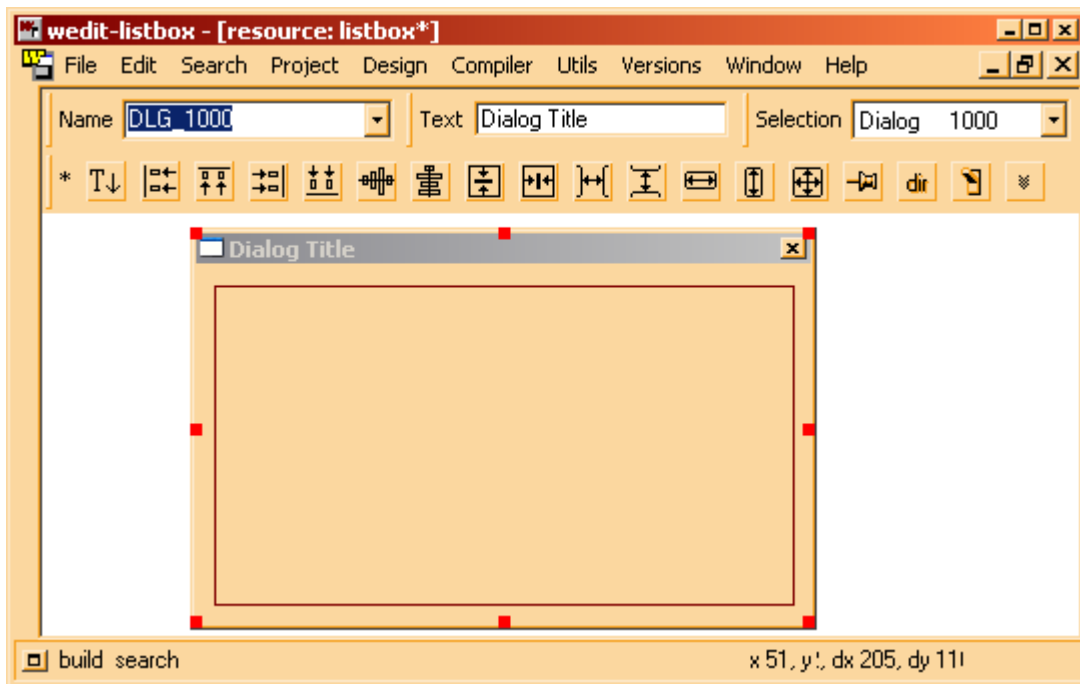 wedit-listbox - [resource: listbox*]
File Edit Search Project Design Compiler Utils Versions Window Help
Name DLG_1000 Text Dialog Title Selection Dialog 1000
* T dir
Dialog Title
build search x 51, y dx 205, dy